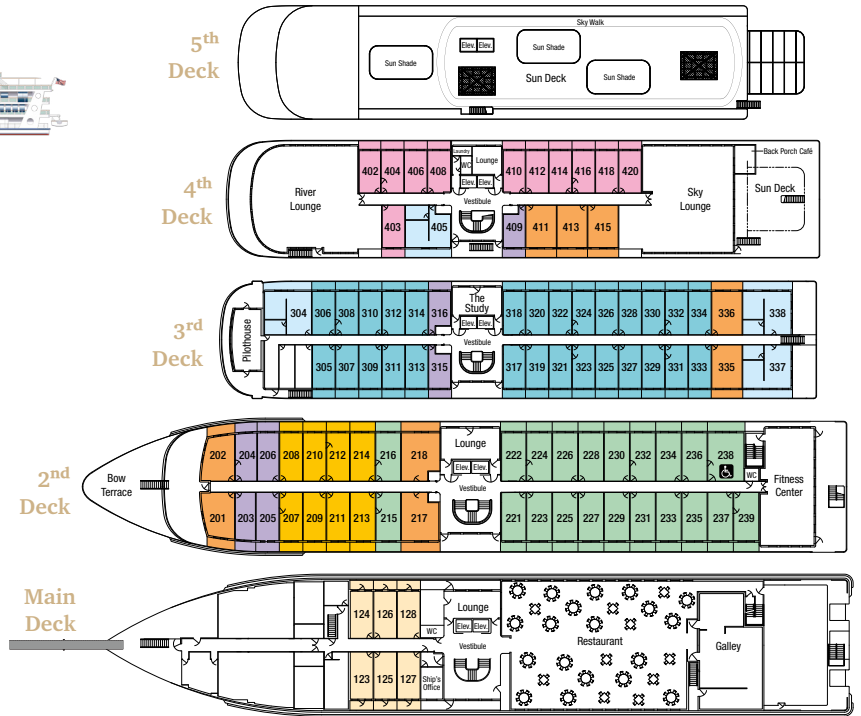 5th
Deck
Sky Walk
Sun Shade
Elev. Elev.
Sun Shade
Sun Deck
Sun Shade
4th
Deck
River
Lounge
402 404 406 408
Laundry
WC
Lounge
Elev. Elev.
Vestibule
410 412 414 416 418 420
403 405
409 411 413 415
Sky
Lounge
Back Porch Café
Sun Deck
3rd
Deck
Pilothouse
304 306 308 310 312 314 316
The
Study
Elev. Elev.
Vestibule
318 320 322 324 326 328 330 332 334 336 338
305 307 309 311 313 315
317 319 321 323 325 327 329 331 333 335 337
2nd
Deck
Bow
Terrace
202 204 206 208 210 212 214 216 218
Lounge
Elev. Elev.
Vestibule
222 224 226 228 230 232 234 236 238
WC
Fitness
Center
201 203 205 207 209 211 213 215 217
221 223 225 227 229 231 233 235 237 239
Main
Deck
124 126 128
WC
Lounge
Elev. Elev.
Vestibule
123 125 127
Ship's
Office
Restaurant
Galley